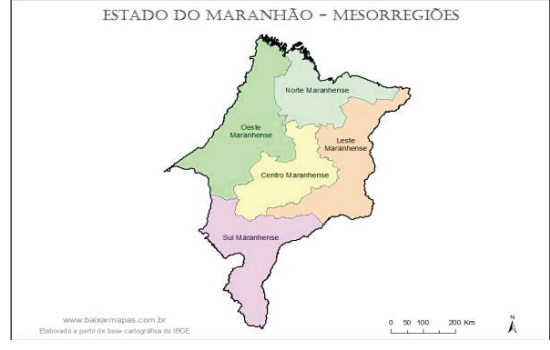 ESTADO DO MARANHÃO - MESORREGIÕES
Norte Maranhense
Oeste
Maranhense
Leste
Maranhense
Centro Maranhense
Sul Maranhense
www.baixarmapas.com.br
Elaborado a partir de base cartográfica do IBGE
0 50 100 200 Km
N